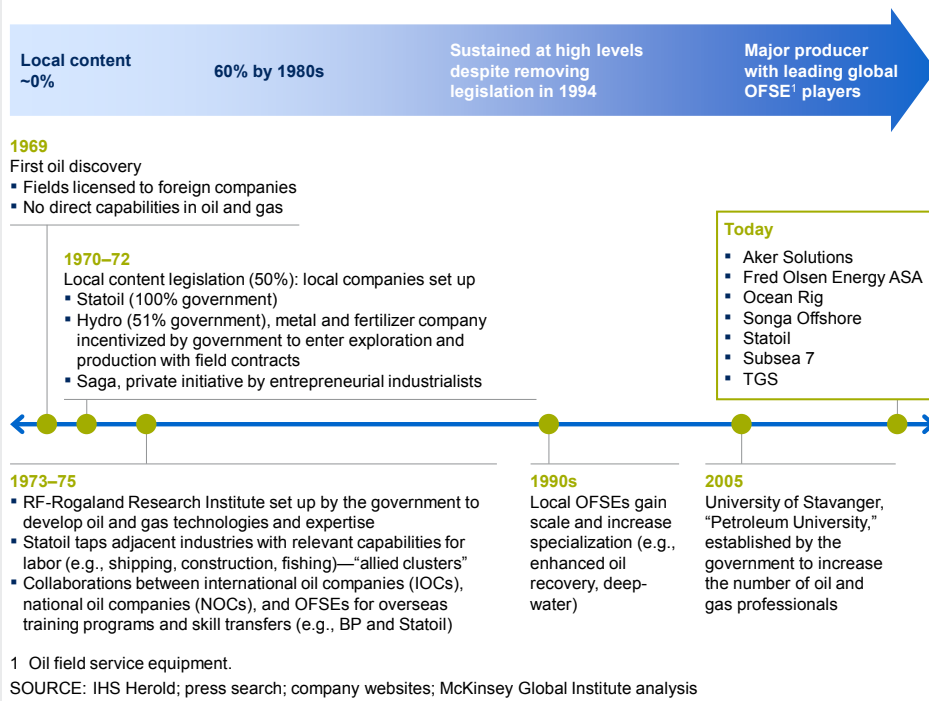 Local content
~0%
60% by 1980s
Sustained at high levels
despite removing
legislation in 1994
Major producer
with leading global
OFSE¹ players
1969
First oil discovery
▪ Fields licensed to foreign companies
▪ No direct capabilities in oil and gas
1970–72
Local content legislation (50%): local companies set up
▪ Statoil (100% government)
▪ Hydro (51% government), metal and fertilizer company
incentivized by government to enter exploration and
production with field contracts
▪ Saga, private initiative by entrepreneurial industrialists
Today
▪ Aker Solutions
▪ Fred Olsen Energy ASA
▪ Ocean Rig
▪ Songa Offshore
▪ Statoil
▪ Subsea 7
▪ TGS
1973–75
▪ RF-Rogaland Research Institute set up by the government to
develop oil and gas technologies and expertise
▪ Statoil taps adjacent industries with relevant capabilities for
labor (e.g., shipping, construction, fishing)—“allied clusters”
▪ Collaborations between international oil companies (IOCs),
national oil companies (NOCs), and OFSEs for overseas
training programs and skill transfers (e.g., BP and Statoil)
1990s
Local OFSEs gain
scale and increase
specialization (e.g.,
enhanced oil
recovery, deep-
water)
2005
University of Stavanger,
“Petroleum University,”
established by the
government to increase
the number of oil and
gas professionals
1 Oil field service equipment.
SOURCE: IHS Herold; press search; company websites; McKinsey Global Institute analysis